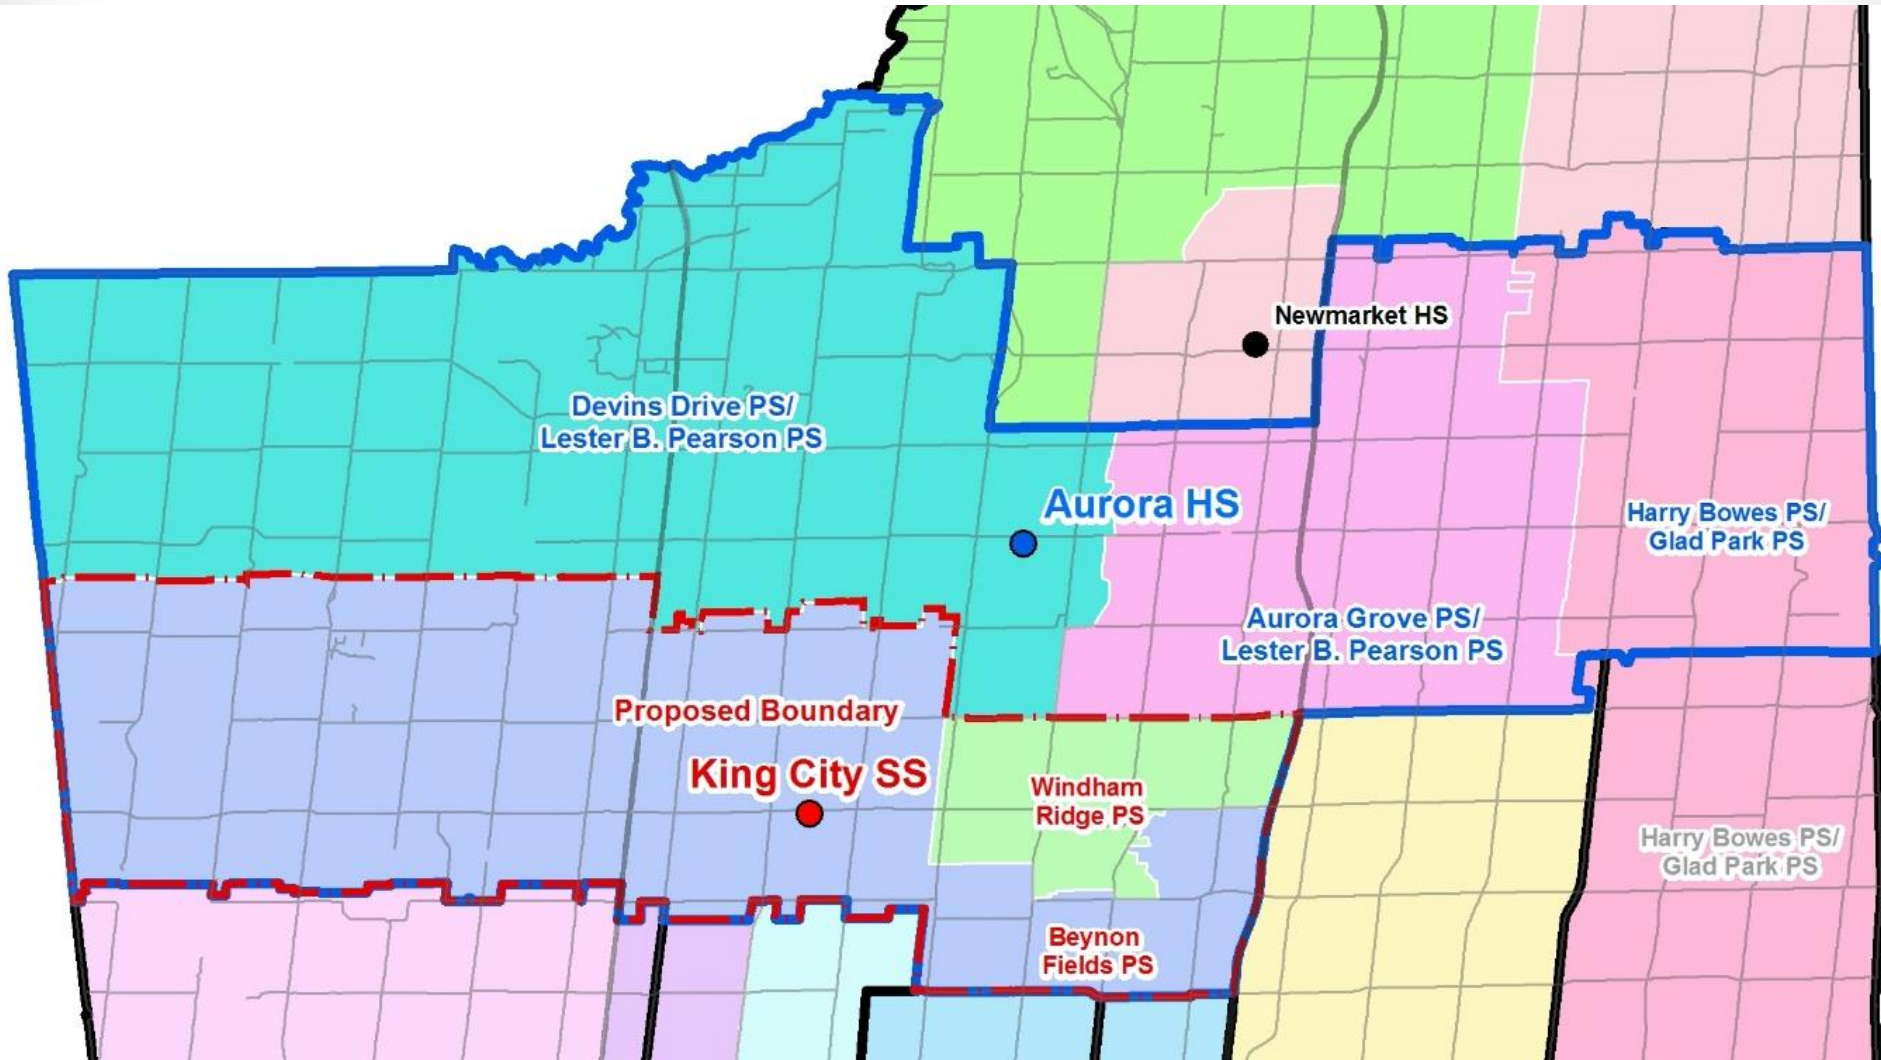 Newmarket HS
Devins Drive PS/
Lester B. Pearson PS
Aurora HS
Harry Bowes PS/
Glad Park PS
Aurora Grove PS/
Lester B. Pearson PS
Proposed Boundary
King City SS
Windham
Ridge PS
Harry Bowes PS/
Glad Park PS
Beynon
Fields PS